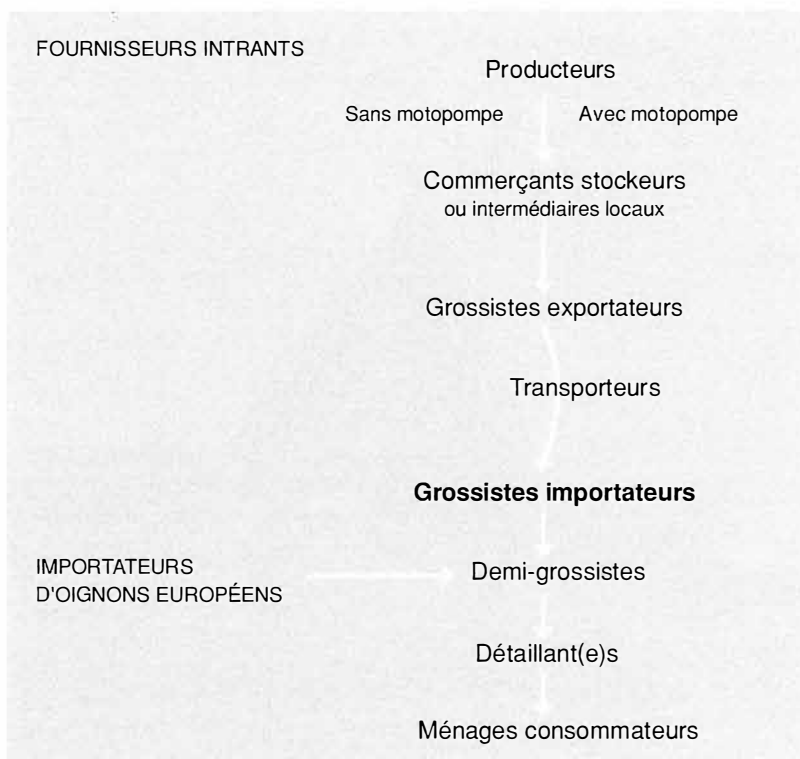 FOURNISSEURS INTRANTS
Producteurs
Sans motopompe Avec motopompe
Commerçants stockeurs
ou intermédiaires locaux
Grossistes exportateurs
Transporteurs
Grossistes importateurs
IMPORTATEURS
D'OIGNONS EUROPÉENS
Demi-grossistes
Détaillant(e)s
Ménages consommateurs